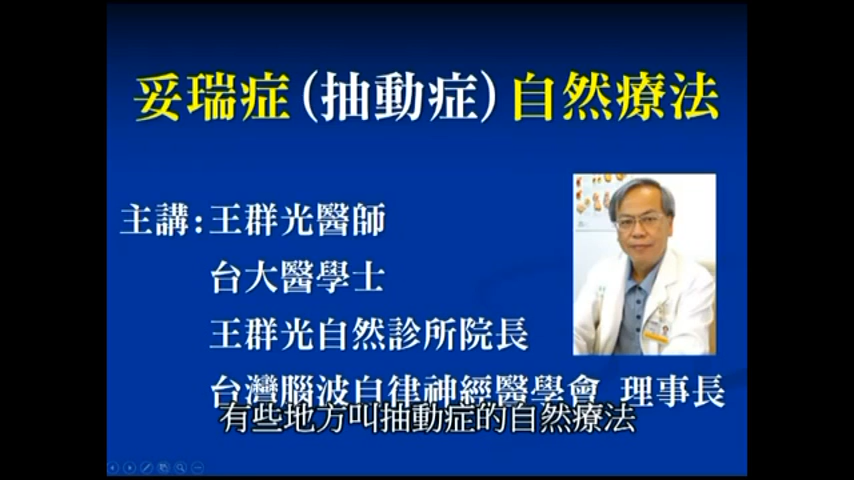 妥瑞症(抽動症)自然療法
主講:王群光醫師
台大醫學士
王群光自然診所院長
台灣腦波自律神經醫學會 理事長
有些地方叫抽動症的自然療法